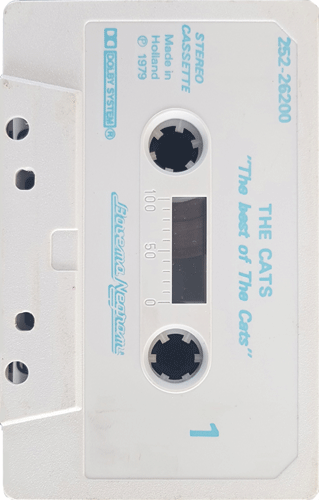 252-26200
THE CATS
"The best of The Cats"
1
STEREO
CASSETTE
Made in
Holland
℗ 1979
DOLBY SYSTEM®
100 50 0